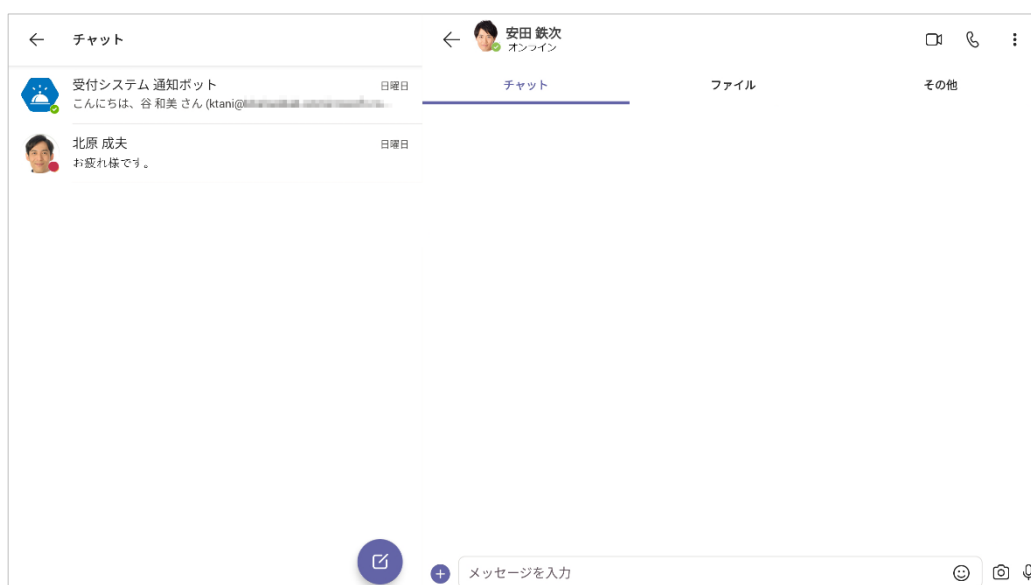 チャット
受付システム 通知ボット
日曜日
こんにちは、谷 和美 さん (ktani@
北原 成夫
日曜日
お疲れ様です。
安田 鉄次
オンライン
チャット
ファイル
その他
メッセージを入力